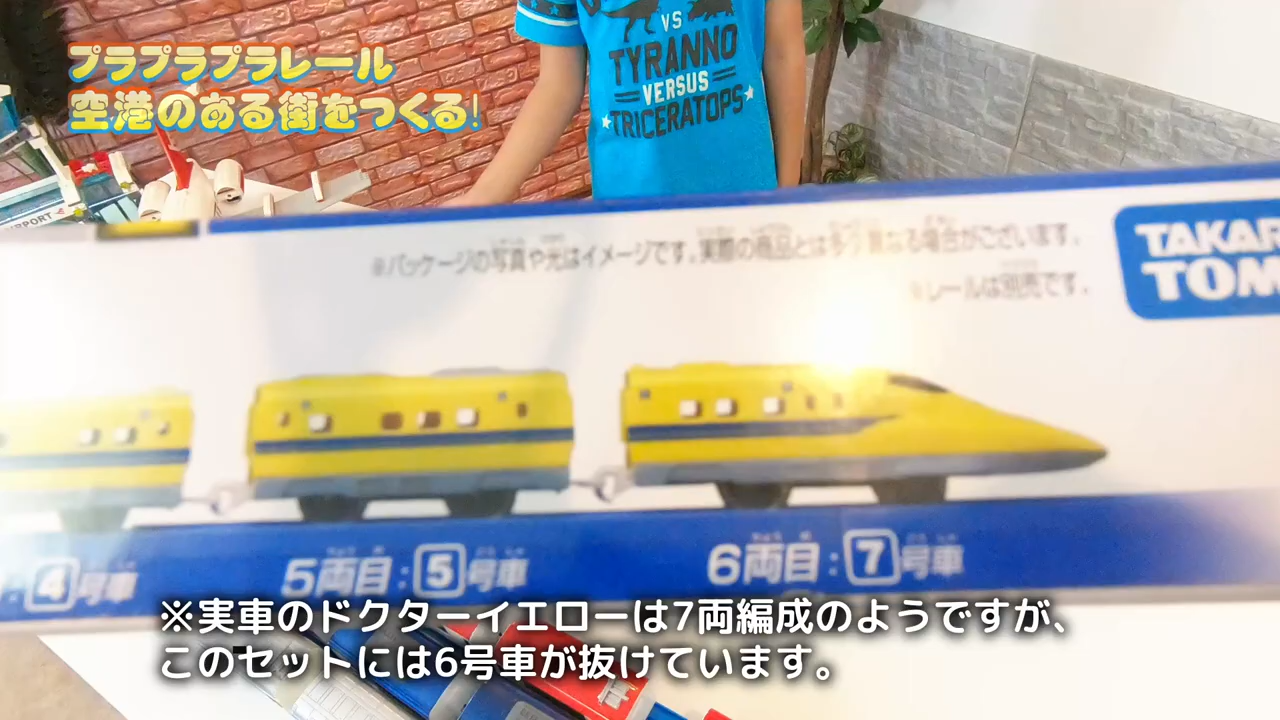 プラプラプラレール
空港のある街をつくる!
VS
TYRANNO
VERSUS
TRICERATOPS
※パッケージの写真や光はイメージです。実際の商品とは多少異なる場合がございます。
※レールは別売です。
TAKAR
TOM
4号車
5両目:5号車
6両目:7号車
※実車のドクターイエローは7両編成のようですが、
このセットには6号車が抜けています。